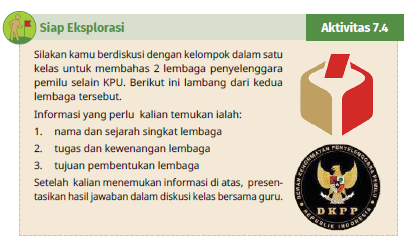 Siap Eksplorasi
Aktivitas 7.4
Silakan kamu berdiskusi dengan kelompok dalam satu
kelas untuk membahas 2 lembaga penyelenggara
pemilu selain KPU. Berikut ini lambang dari kedua
lembaga tersebut.
Informasi yang perlu kalian temukan ialah:
1. nama dan sejarah singkat lembaga
2. tugas dan kewenangan lembaga
3. tujuan pembentukan lembaga
Setelah kalian menemukan informasi di atas, presen-
tasikan hasil jawaban dalam diskusi kelas bersama guru.
DEWAN KEHORMATAN PENYELENGGARA PEMILU
DKPP
REPUBLIK INDONESIA